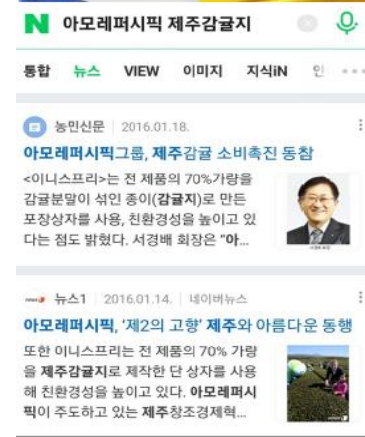 N 아모레퍼시픽 제주감귤지
통합 뉴스 VIEW 이미지 지식iN 인
농민신문 2016.01.18.
아모레퍼시픽그룹, 제주감귤 소비촉진 동참
<이니스프리>는 전 제품의 70%가량을
감귤분말이 섞인 종이(감귤지)로 만든
포장상자를 사용, 친환경성을 높이고 있
다는 점도 밝혔다. 서경배 회장은 "아...
뉴스1 2016.01.14. 네이버뉴스
아모레퍼시픽, '제2의 고향' 제주와 아름다운 동행
또한 이니스프리는 전 제품의 70% 가량
을 제주감귤지로 제작한 단 상자를 사용
해 친환경성을 높이고 있다. 아모레퍼시
픽이 주도하고 있는 제주창조경제혁...